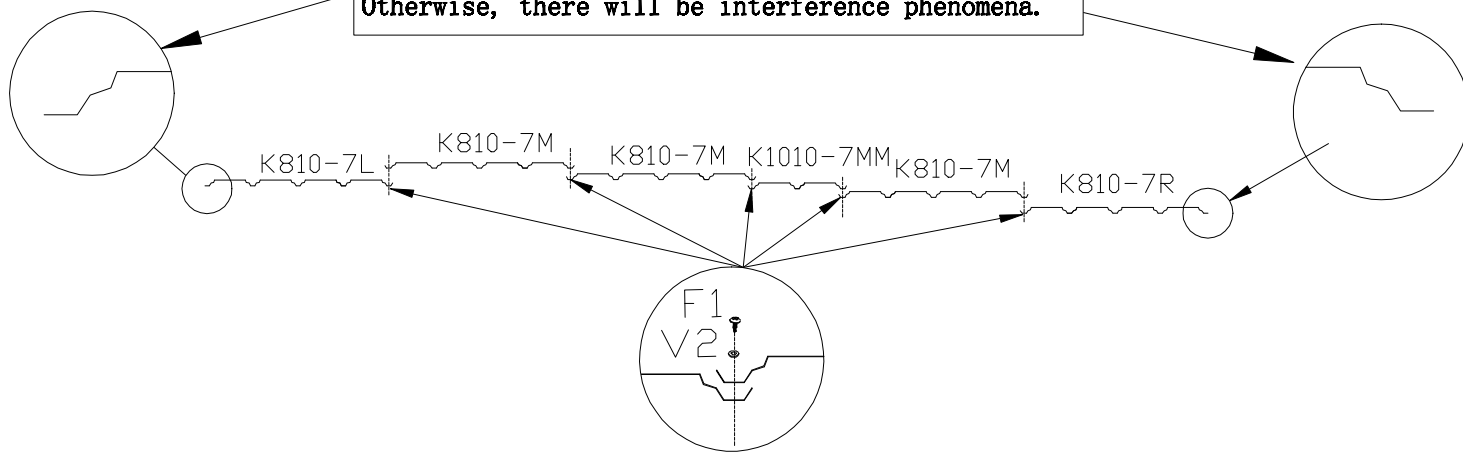 Otherwise, there will be interference phenomena.
K810-7L
K810-7M
K810-7M
K1010-7MM
K810-7M
K810-7R
F1
V2